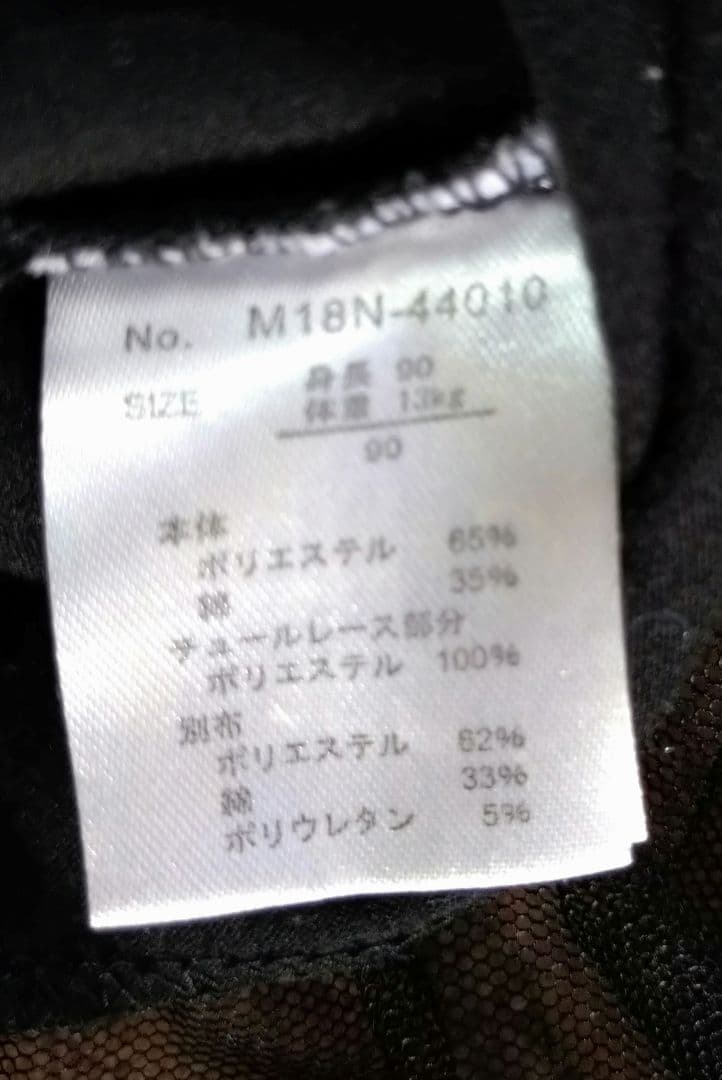 No. M18N-44010
SIZE 身長 90
体重 13kg
90
本体
ポリエステル 65%
綿 35%
チュールレース部分
ポリエステル 100%
別布
ポリエステル 62%
綿 33%
ポリウレタン 5%